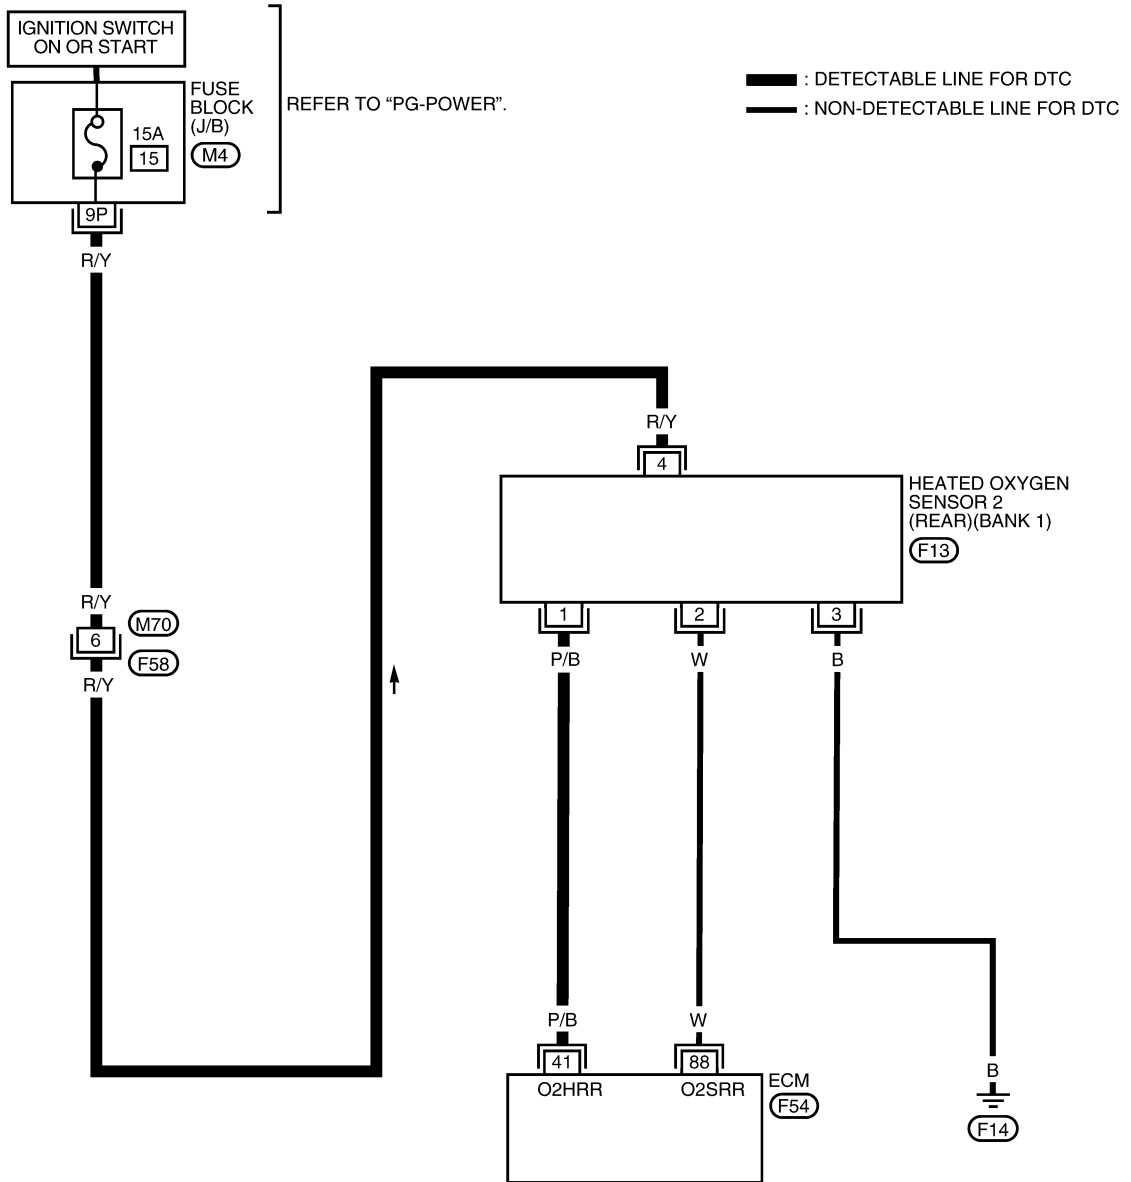 IGNITION SWITCH
ON OR START
FUSE
BLOCK
(J/B)
M4
15A
15
9P
REFER TO “PG-POWER”.
: DETECTABLE LINE FOR DTC
: NON-DETECTABLE LINE FOR DTC
R/Y
R/Y
6
M70
F58
R/Y
R/Y
4
HEATED OXYGEN
SENSOR 2
(REAR)(BANK 1)
F13
1
2
3
P/B
W
B
P/B
W
41
88
O2HRR
O2SRR
ECM
F54
B
F14